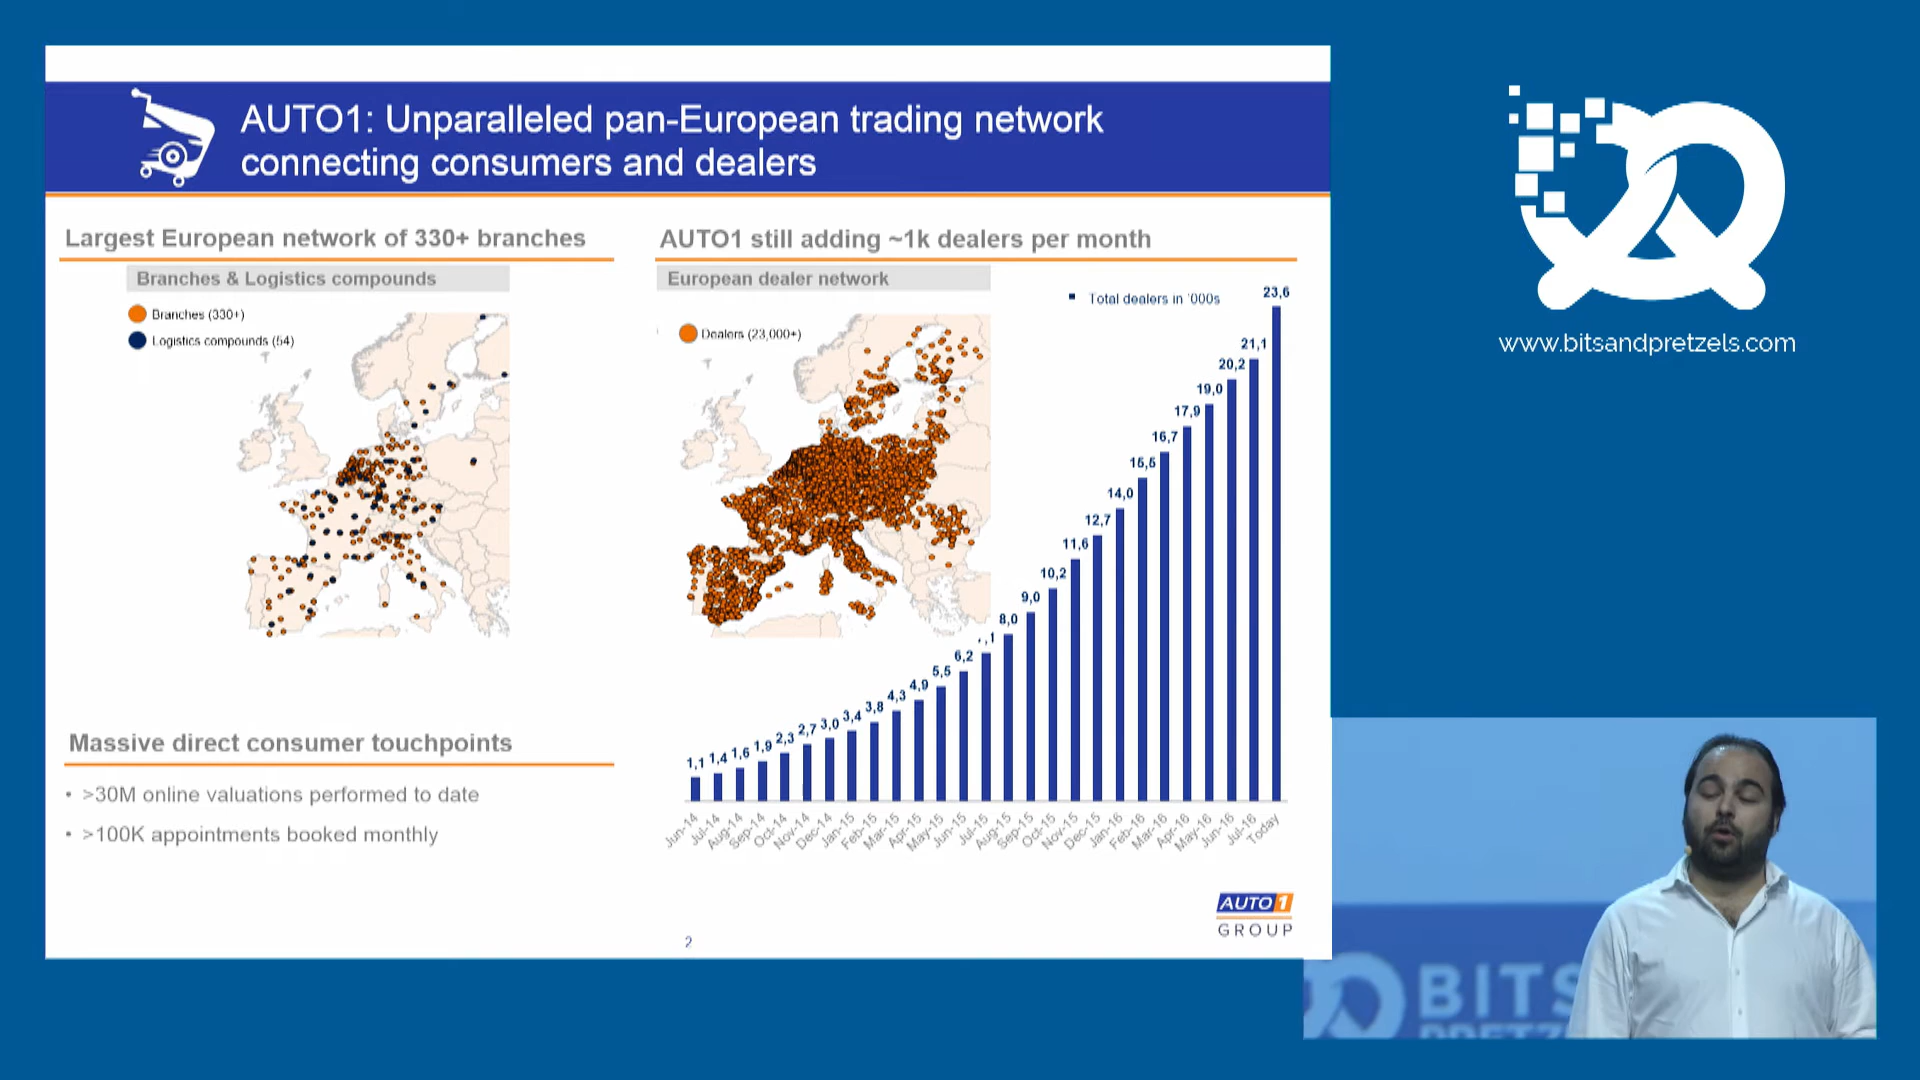 AUTO1: Unparalleled pan-European trading network
connecting consumers and dealers
Largest European network of 330+ branches
Branches & Logistics compounds
Branches (330+)
Logistics compounds (54)
Massive direct consumer touchpoints
• >30M online valuations performed to date
• >100K appointments booked monthly
AUTO1 still adding ~1k dealers per month
European dealer network
Dealers (23,000+)
Total dealers in '000s
1,1 1,4 1,6 1,9 2,3 2,7 3,0 3,4 3,8 4,3 4,9 5,5 6,2 8,0 9,0 10,2 11,6 12,7 14,0 15,5 16,7 17,9 19,0 20,2 21,1 23,6
Jun-14 Jul-14 Aug-14 Sep-14 Oct-14 Nov-14 Dec-14 Jan-15 Feb-15 Mar-15 Apr-15 May-15 Jun-15 Jul-15 Aug-15 Sep-15 Oct-15 Nov-15 Dec-15 Jan-16 Feb-16 Mar-16 Apr-16 May-16 Jun-16 Jul-16 Today
AUTO1
GROUP
2
www.bitsandpretzels.com
BITS
PRETZE